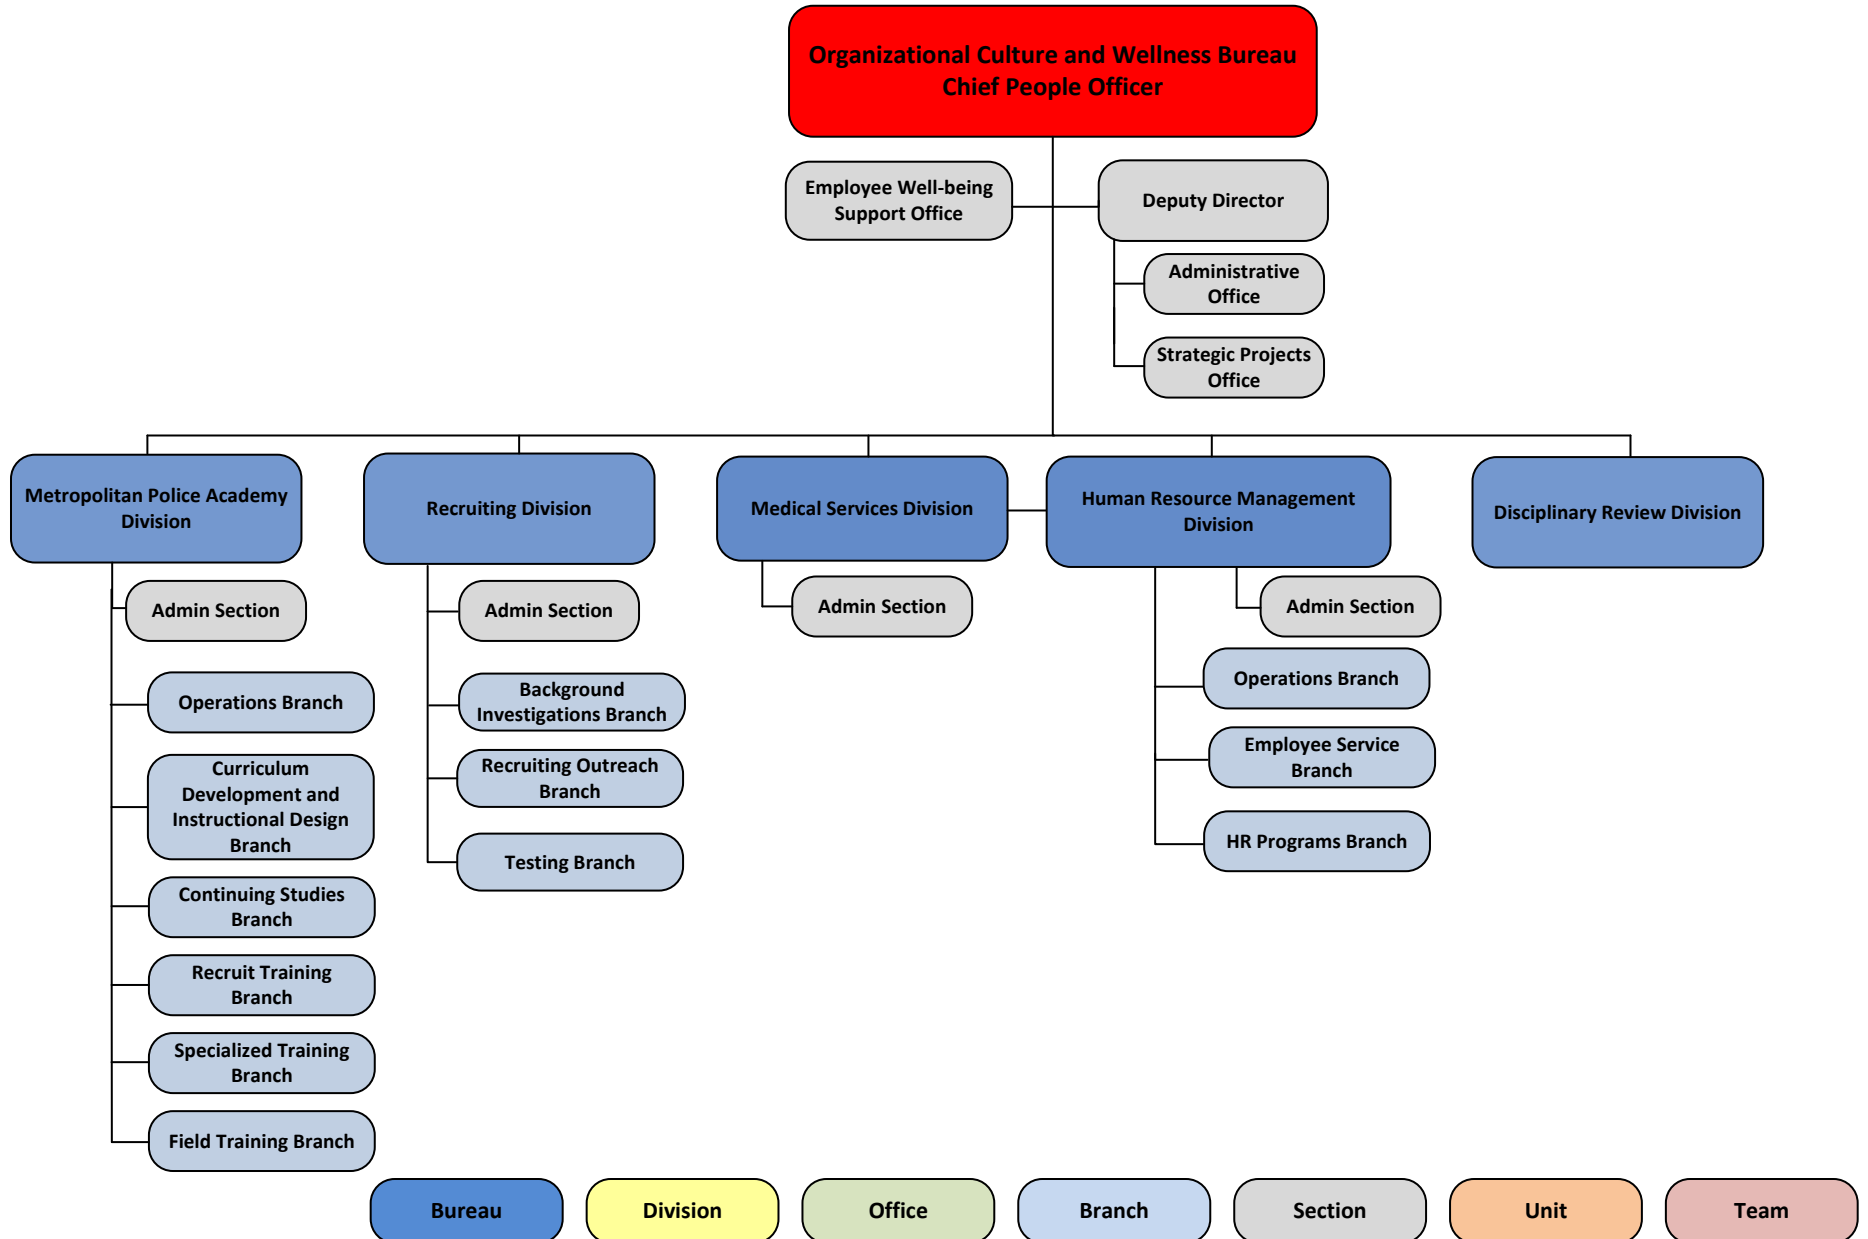 Organizational Culture and Wellness Bureau
Chief People Officer
Employee Well-being
Support Office
Deputy Director
Administrative
Office
Strategic Projects
Office
Metropolitan Police Academy
Division
Recruiting Division
Medical Services Division
Human Resource Management
Division
Disciplinary Review Division
Admin Section
Operations Branch
Curriculum
Development and
Instructional Design
Branch
Continuing Studies
Branch
Recruit Training
Branch
Specialized Training
Branch
Field Training Branch
Admin Section
Background
Investigations Branch
Recruiting Outreach
Branch
Testing Branch
Admin Section
Admin Section
Operations Branch
Employee Service
Branch
HR Programs Branch
Bureau
Division
Office
Branch
Section
Unit
Team